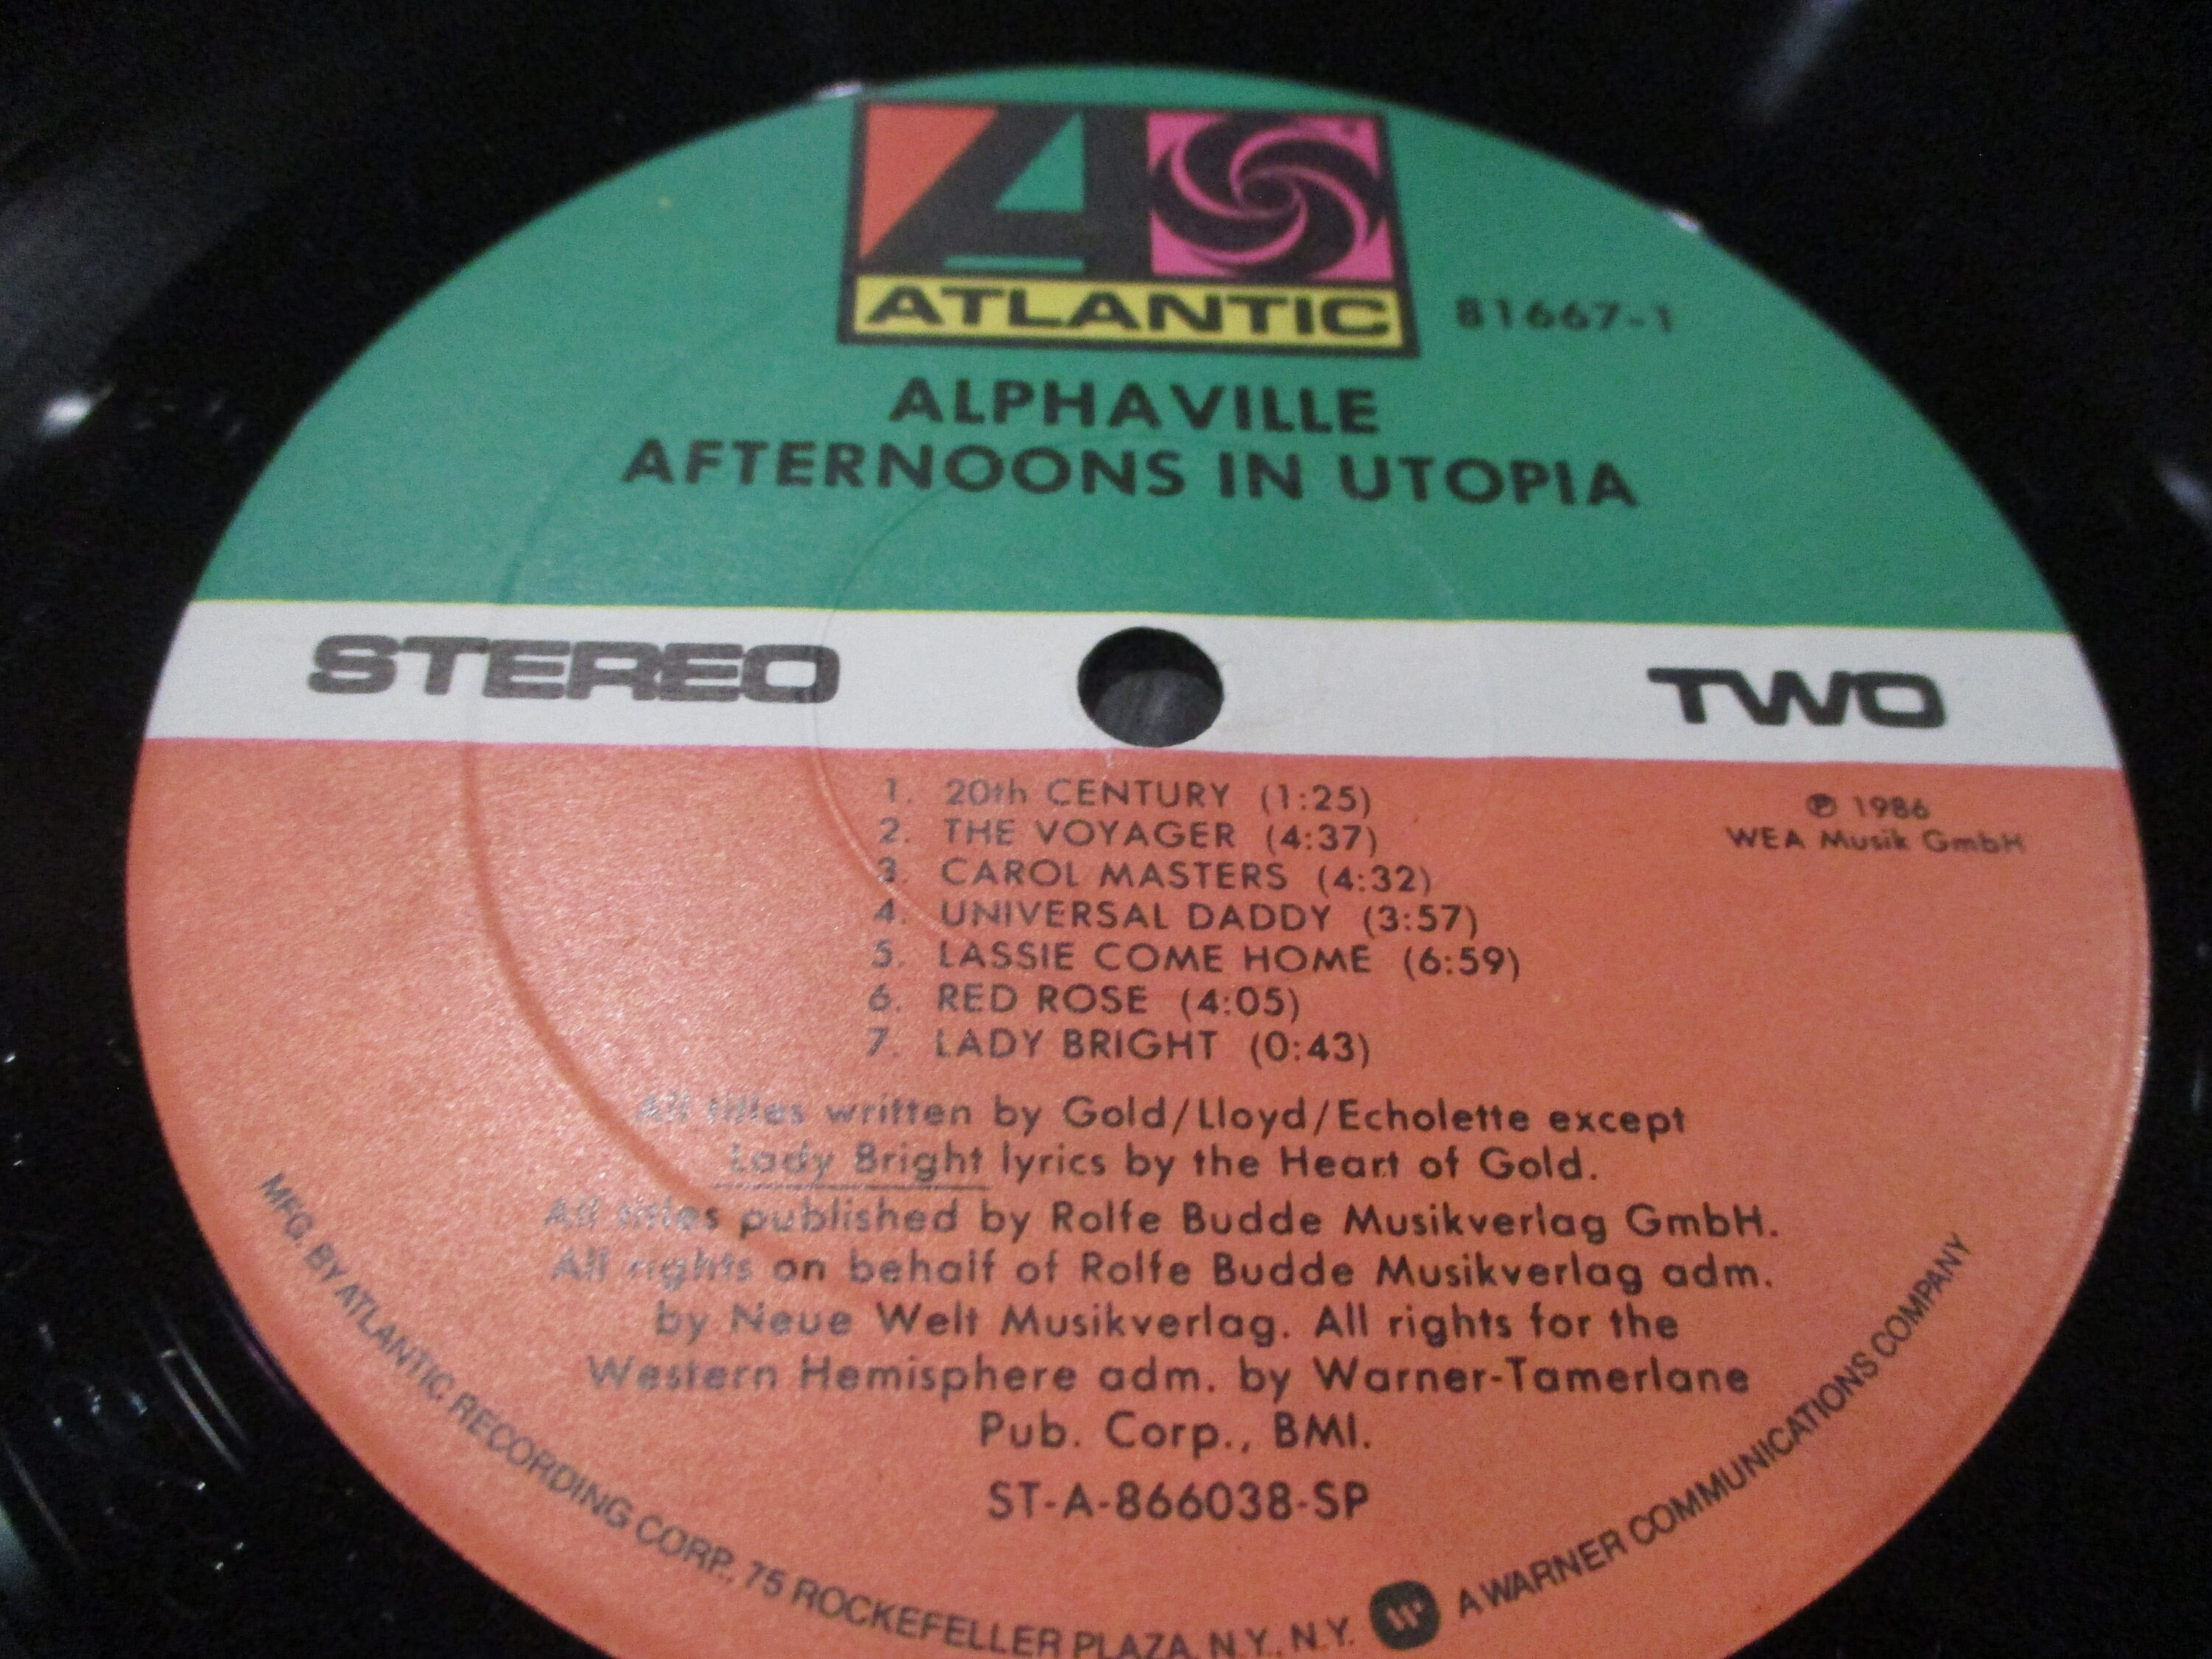 ATLANTIC
81667-1
ALPHAVILLE
AFTERNOONS IN UTOPIA
STEREO
TWO
1. 20th CENTURY (1:25)
2. THE VOYAGER (4:37)
3. CAROL MASTERS (4:32)
4. UNIVERSAL DADDY (3:57)
5. LASSIE COME HOME (6:59)
6. RED ROSE (4:05)
7. LADY BRIGHT (0:43)
℗ 1986
WEA Musik GmbH
All titles written by Gold/Lloyd/Echolette except
Lady Bright lyrics by the Heart of Gold.
All titles published by Rolfe Budde Musikverlag GmbH.
All rights on behalf of Rolfe Budde Musikverlag adm.
by Neue Welt Musikverlag. All rights for the
Western Hemisphere adm. by Warner-Tamerlane
Pub. Corp., BMI.
ST-A-866038-SP
MFG. BY ATLANTIC RECORDING CORP., 75 ROCKEFELLER PLAZA, N.Y., N.Y. A WARNER COMMUNICATIONS COMPANY